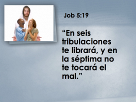 Job 5:19
“En seis
tribulaciones
te librará, y en
la séptima no
te tocará el
mal.”